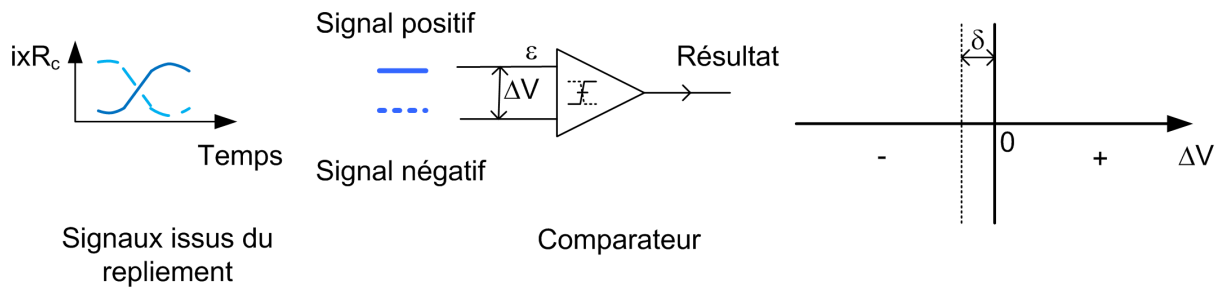 ixRc
Temps
Signaux issus du
repliement
Signal positif
ε
ΔV
Signal négatif
Résultat
Comparateur
δ
0
-
+
ΔV